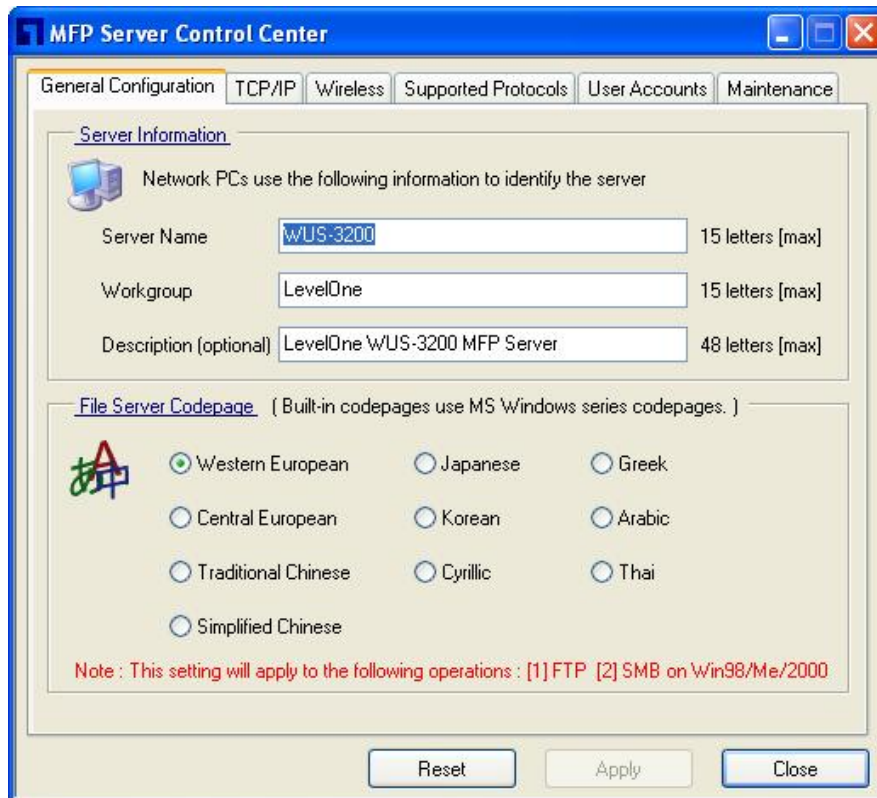 MFP Server Control Center
General Configuration TCP/IP Wireless Supported Protocols User Accounts Maintenance
Server Information
Network PCs use the following information to identify the server
Server Name WUS-3200 15 letters [max]
Workgroup LevelOne 15 letters [max]
Description (optional) LevelOne WUS-3200 MFP Server 48 letters [max]
File Server Codepage ( Built-in codepages use MS Windows series codepages. )
あA中
Western European Japanese Greek
Central European Korean Arabic
Traditional Chinese Cyrillic Thai
Simplified Chinese
Note : This setting will apply to the following operations : [1] FTP [2] SMB on Win98/Me/2000
Reset Apply Close